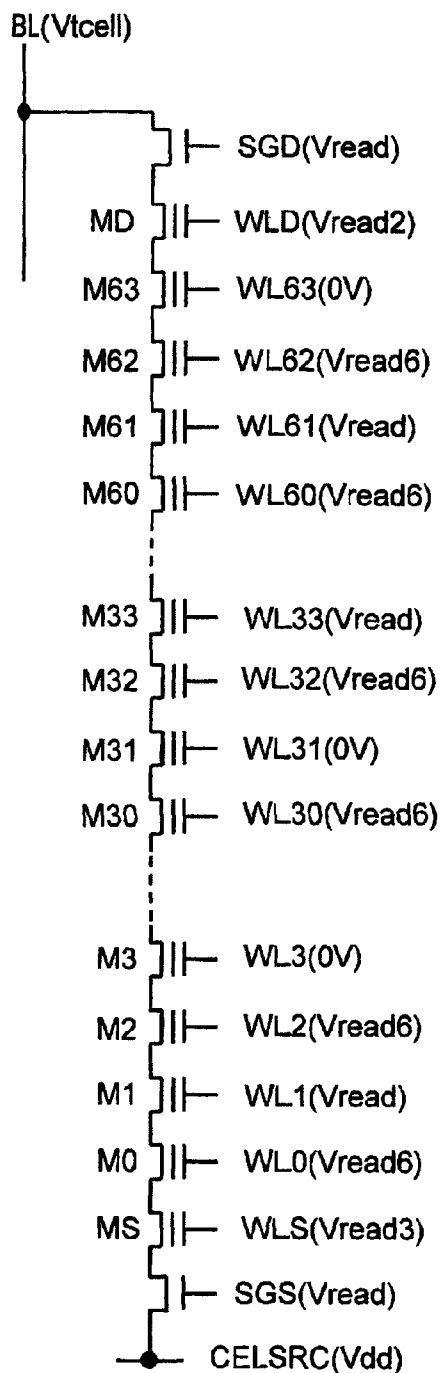 BL(Vtcell)
SGD(Vread)
MD WLD(Vread2)
M63 WL63(0V)
M62 WL62(Vread6)
M61 WL61(Vread)
M60 WL60(Vread6)
M33 WL33(Vread)
M32 WL32(Vread6)
M31 WL31(0V)
M30 WL30(Vread6)
M3 WL3(0V)
M2 WL2(Vread6)
M1 WL1(Vread)
M0 WL0(Vread6)
MS WLS(Vread3)
SGS(Vread)
CELSRC(Vdd)